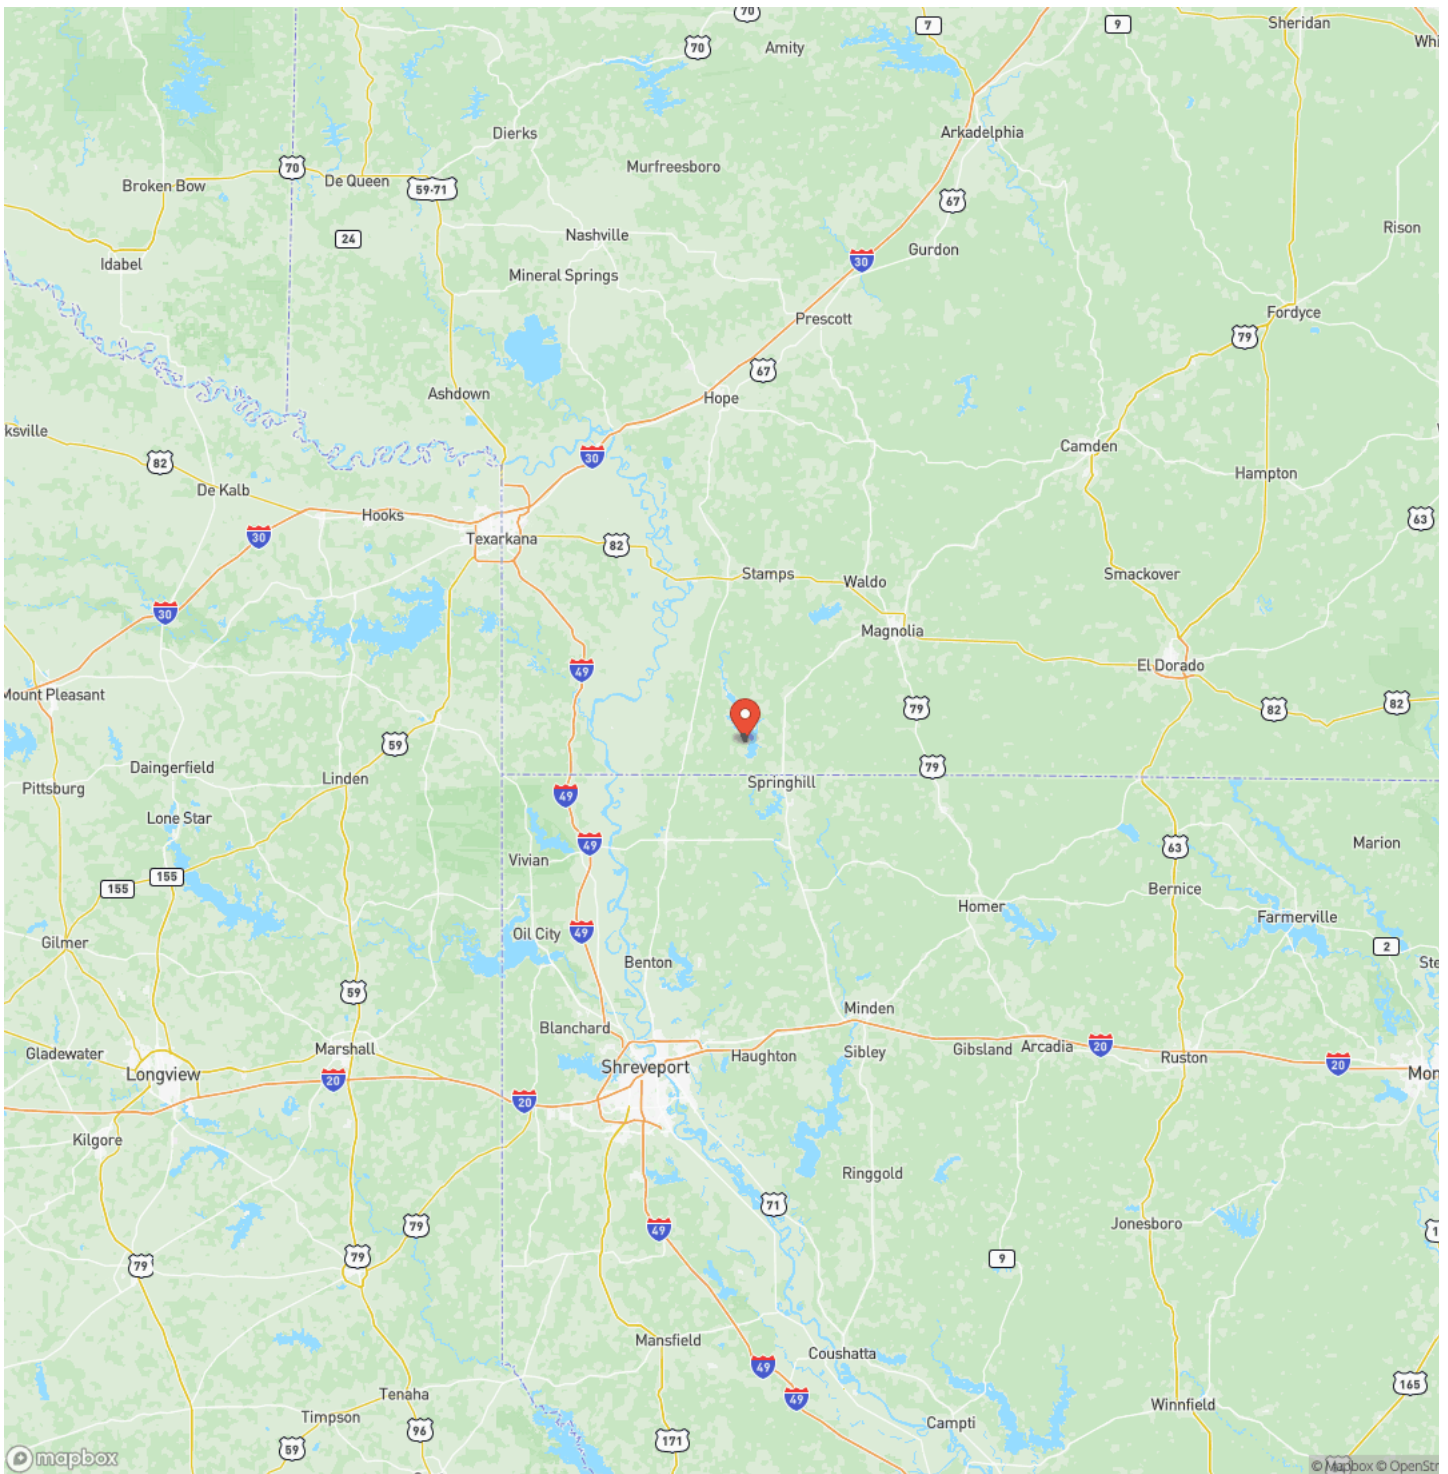 70
7
9
Sheridan
70
Amity
Whi
Arkadelphia
Dierks
Murfreesboro
70
Broken Bow
De Queen
59-71
67
24
Nashville
Rison
Gurdon
Idabel
30
Mineral Springs
Prescott
Fordyce
79
67
Ashdown
Hope
ksville
Camden
30
82
Hampton
De Kalb
Hooks
63
30
Texarkana
82
Stamps
Waldo
Smackover
30
Magnolia
El Dorado
49
Mount Pleasant
79
82
82
59
Daingerfield
79
Linden
Springhill
Pittsburg
49
Lone Star
49
63
Marion
Vivian
155
155
Bernice
Homer
Farmerville
Oil City
49
Gilmer
2
Benton
Ste
59
Minden
Blanchard
Gladewater
Marshall
Haughton
Sibley
Gibsland
Arcadia
20
Ruston
Longview
Shreveport
20
Mon
20
20
Kilgore
Ringgold
71
79
Jonesboro
49
1
79
79
9
Mansfield
Coushatta
49
165
Tenaha
49
Winnfield
Timpson
Campti
96
59
171
mapbox
© Mapbox © OpenStr